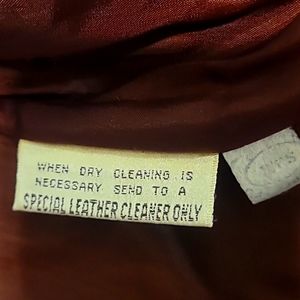 WHEN DRY CLEANING IS
NECESSARY SEND TO A
SPECIAL LEATHER CLEANER ONLY